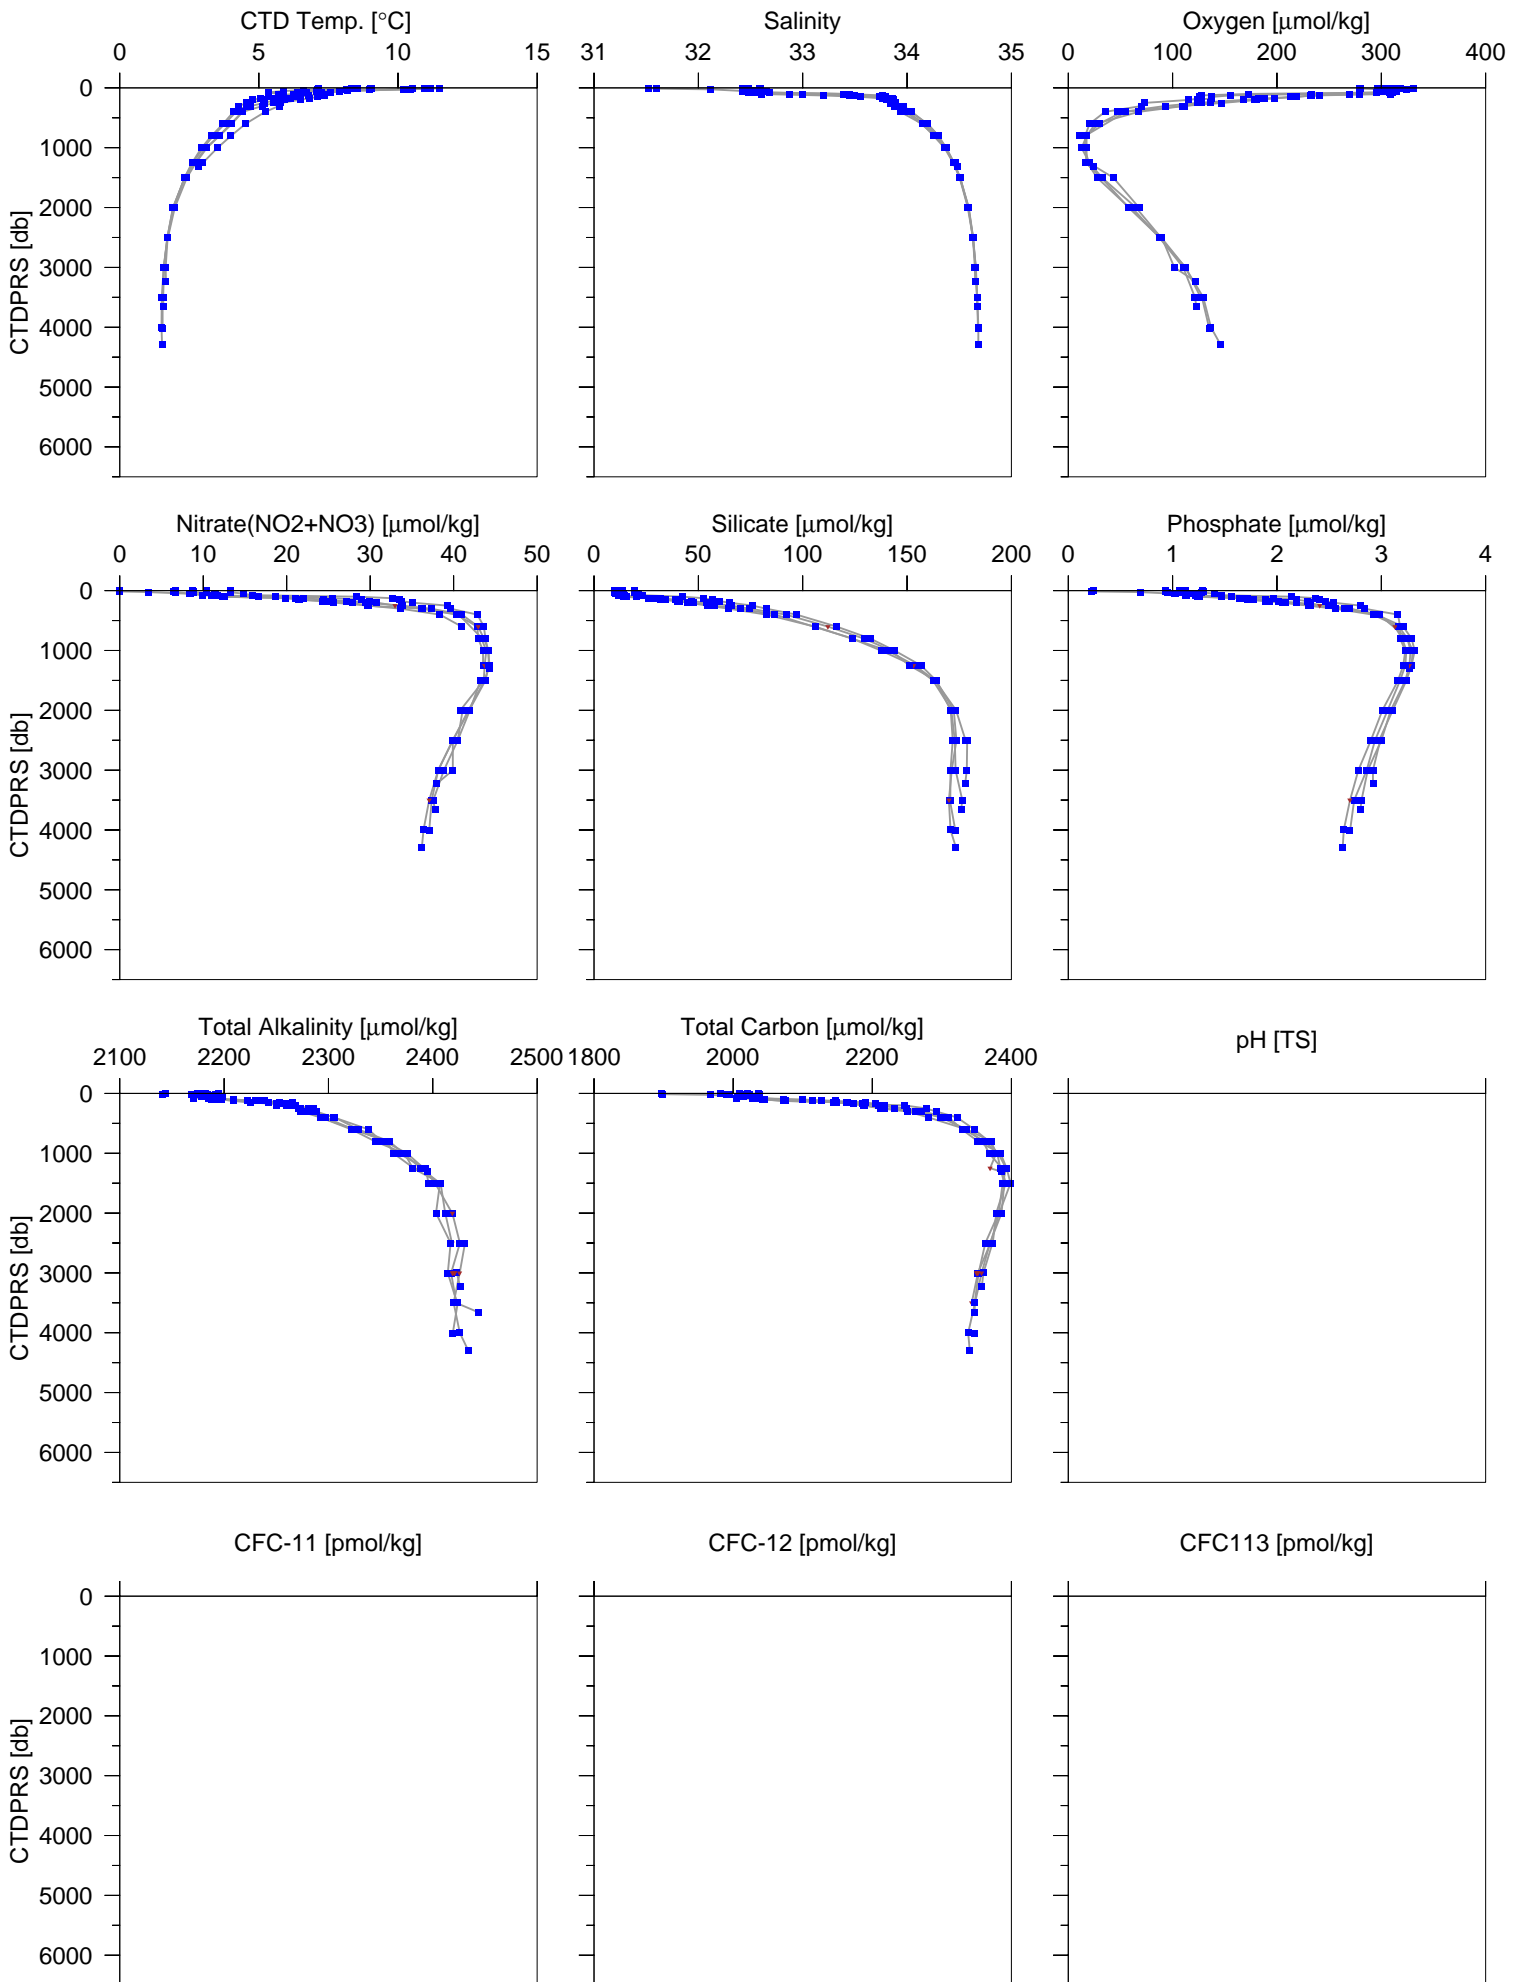 CTD Temp. [°C] Salinity Oxygen [μmol/kg]
0 5 10 15 31 32 33 34 35 0 100 200 300 400
0
1000
2000
3000
4000
5000
6000
CTDPRS [db]
Nitrate(NO2+NO3) [μmol/kg] Silicate [μmol/kg] Phosphate [μmol/kg]
0 10 20 30 40 50 0 50 100 150 200 0 1 2 3 4
0
1000
2000
3000
4000
5000
6000
CTDPRS [db]
Total Alkalinity [μmol/kg] Total Carbon [μmol/kg] pH [TS]
2100 2200 2300 2400 2500 1800 2000 2200 2400
0
1000
2000
3000
4000
5000
6000
CTDPRS [db]
CFC-11 [pmol/kg] CFC-12 [pmol/kg] CFC113 [pmol/kg]
0
1000
2000
3000
4000
5000
6000
CTDPRS [db]